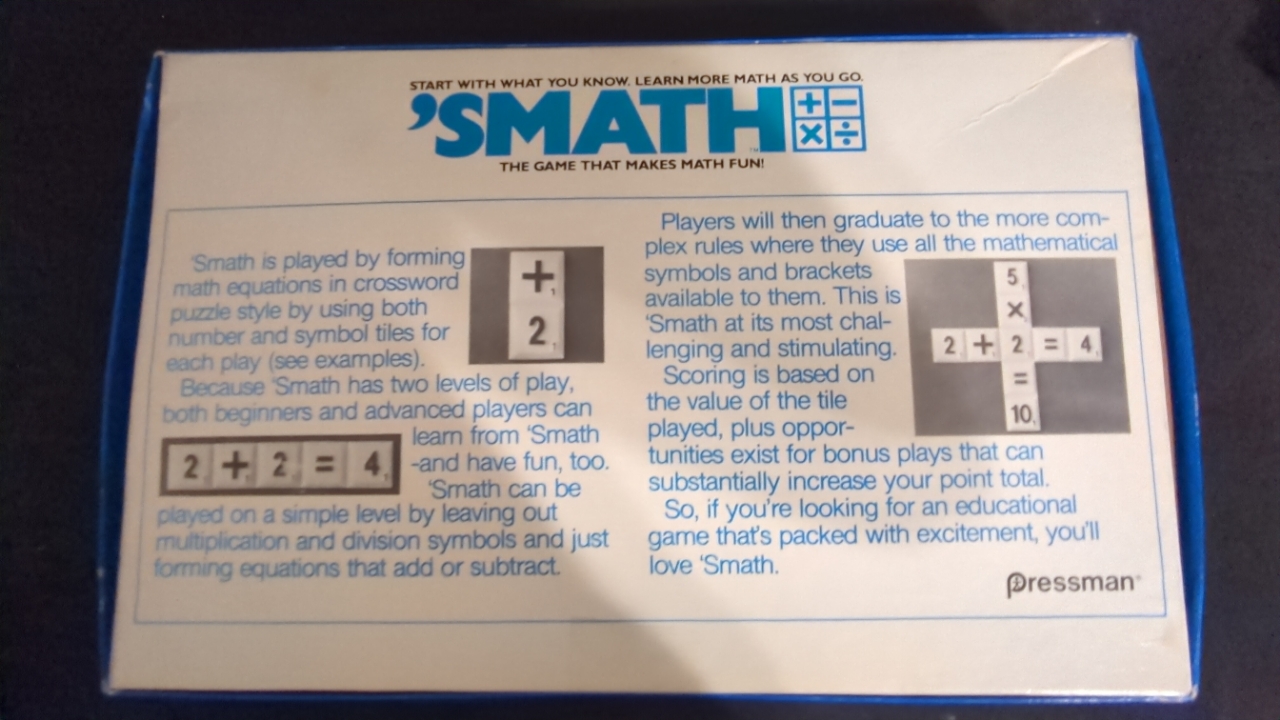 START WITH WHAT YOU KNOW. LEARN MORE MATH AS YOU GO.
'SMATH + − × ÷
™
THE GAME THAT MAKES MATH FUN!
'Smath is played by forming
math equations in crossword
puzzle style by using both
number and symbol tiles for
each play (see examples).
+ 1
2 1
Because 'Smath has two levels of play,
both beginners and advanced players can
learn from 'Smath
-and have fun, too.
'Smath can be
2 + 2 = 4
played on a simple level by leaving out
multiplication and division symbols and just
forming equations that add or subtract.
Players will then graduate to the more com-
plex rules where they use all the mathematical
symbols and brackets
available to them. This is
'Smath at its most chal-
lenging and stimulating.
Scoring is based on
the value of the tile
played, plus oppor-
5
×
2 + 2 = 4
=
10
tunities exist for bonus plays that can
substantially increase your point total.
So, if you're looking for an educational
game that's packed with excitement, you'll
love 'Smath.
Pressman®